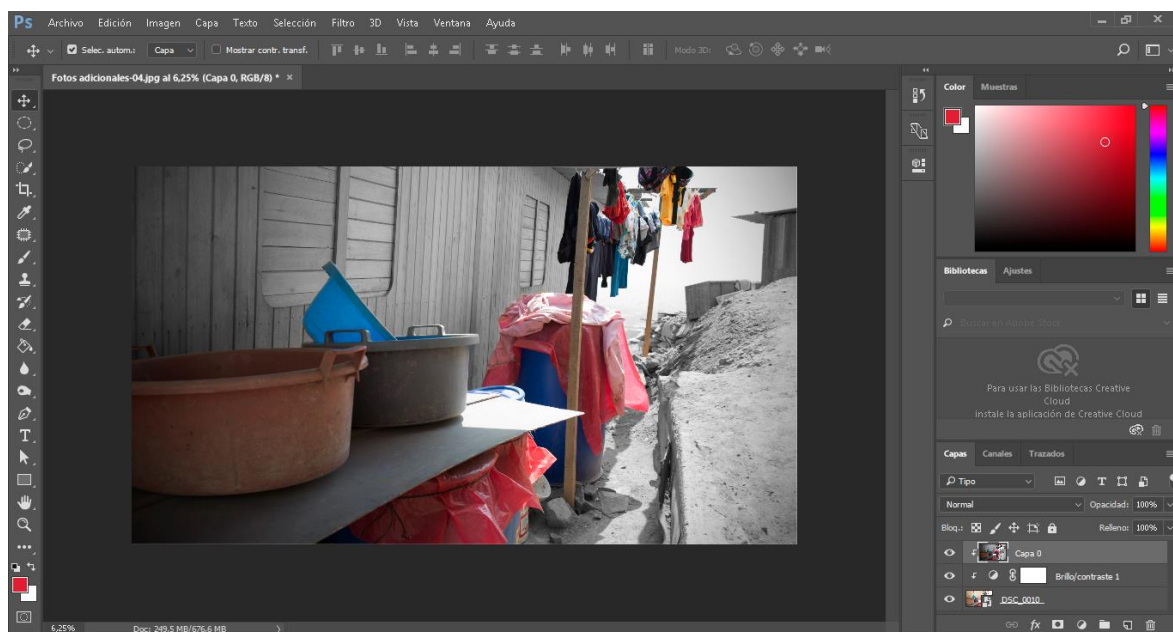 Ps Archivo Edición Imagen Capa Texto Selección Filtro 3D Vista Ventana Ayuda
Selec. autom.: Capa Mostrar contr. transf. Modo 3D:
Fotos adicionales-04.jpg al 6,25% (Capa 0, RGB/8) * ×
Color Muestras
Bibliotecas Ajustes
Buscar en Adobe Stock
Para usar las Bibliotecas Creative
Cloud
instale la aplicación de Creative Cloud
Capas Canales Trazados
Tipo
Normal Opacidad: 100%
Bloq.: Relleno: 100%
Capa 0
Brillo/contraste 1
DSC_0010
T
6,25% Doc: 249,5 MB/676,6 MB